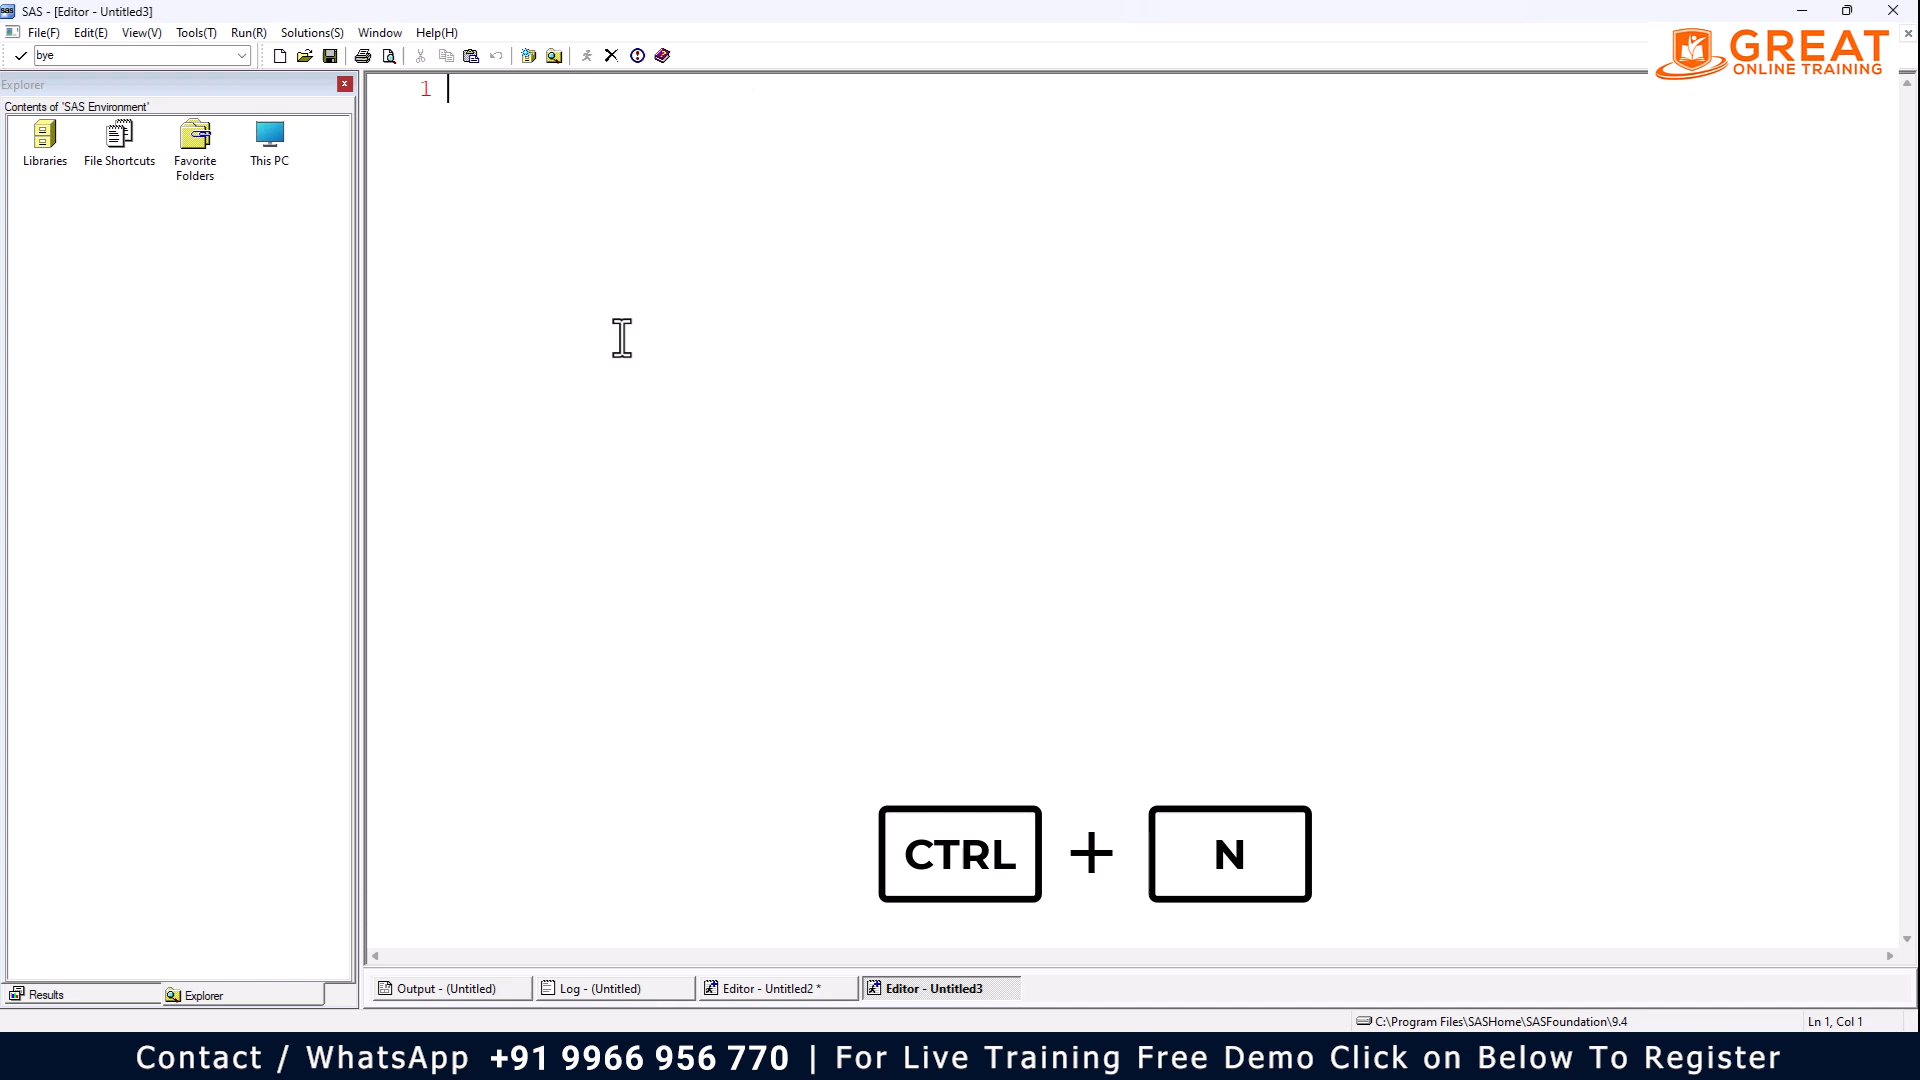 SAS - [Editor - Untitled3]
File(F) Edit(E) View(V) Tools(T) Run(R) Solutions(S) Window Help(H)
bye
GREAT
ONLINE TRAINING
Explorer
Contents of 'SAS Environment'
Libraries
File Shortcuts
Favorite
Folders
This PC
1
CTRL + N
Results
Explorer
Output - (Untitled)
Log - (Untitled)
Editor - Untitled2 *
Editor - Untitled3
C:\Program Files\SASHome\SASFoundation\9.4
Ln 1, Col 1
Contact / WhatsApp +91 9966 956 770 | For Live Training Free Demo Click on Below To Register